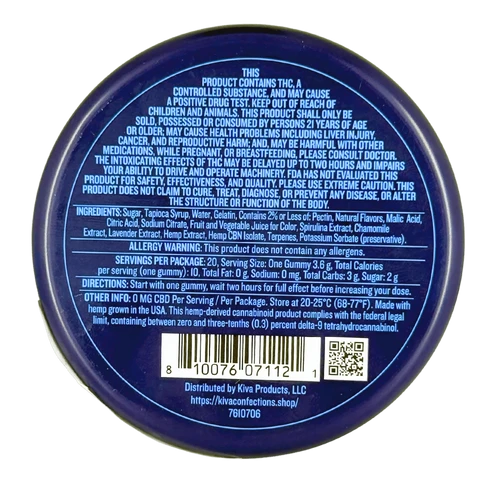 THIS
PRODUCT CONTAINS THC, A
CONTROLLED SUBSTANCE, AND MAY CAUSE
A POSITIVE DRUG TEST. KEEP OUT OF REACH OF
CHILDREN AND ANIMALS. THIS PRODUCT SHALL ONLY BE
SOLD, POSSESSED OR CONSUMED BY PERSONS 21 YEARS OF AGE
OR OLDER; MAY CAUSE HEALTH PROBLEMS INCLUDING LIVER INJURY,
CANCER, AND REPRODUCTIVE HARM; AND, MAY BE HARMFUL WITH OTHER
MEDICATIONS, WHILE PREGNANT, OR BREASTFEEDING, PLEASE CONSULT DOCTOR.
THE INTOXICATING EFFECTS OF THC MAY BE DELAYED UP TO TWO HOURS AND IMPAIRS
YOUR ABILITY TO DRIVE AND OPERATE MACHINERY. FDA HAS NOT EVALUATED THIS
PRODUCT FOR SAFETY, EFFECTIVENESS, AND QUALITY. PLEASE USE EXTREME CAUTION. THIS
PRODUCT DOES NOT CLAIM TO CURE, TREAT, DIAGNOSE, OR PREVENT ANY DISEASE, OR ALTER
THE STRUCTURE OR FUNCTION OF THE BODY.
INGREDIENTS: Sugar, Tapioca Syrup, Water, Gelatin, Contains 2% or Less of: Pectin, Natural Flavors, Malic Acid,
Citric Acid, Sodium Citrate, Fruit and Vegetable Juice for Color, Spirulina Extract, Chamomile
Extract, Lavender Extract, Hemp Extract, Hemp CBN Isolate, Terpenes, Potassium Sorbate (preservative).
ALLERGY WARNING: This product does not contain any allergens.
SERVINGS PER PACKAGE: 20, Serving Size: One Gummy 3.6 g, Total Calories
per serving (one gummy): 10, Total Fat: 0 g, Sodium: 0 mg, Total Carbs: 3 g, Sugar: 2 g
DIRECTIONS: Start with one gummy, wait two hours for full effect before increasing your dose.
OTHER INFO: 0 MG CBD Per Serving / Per Package. Store at 20-25°C (68-77°F). Made with
hemp grown in the USA. This hemp-derived cannabinoid product complies with the federal legal
limit, containing between zero and three-tenths (0.3) percent delta-9 tetrahydrocannabinol.
8 10076 07112 1
Distributed by Kiva Products, LLC
https://kivaconfections.shop/
7610706